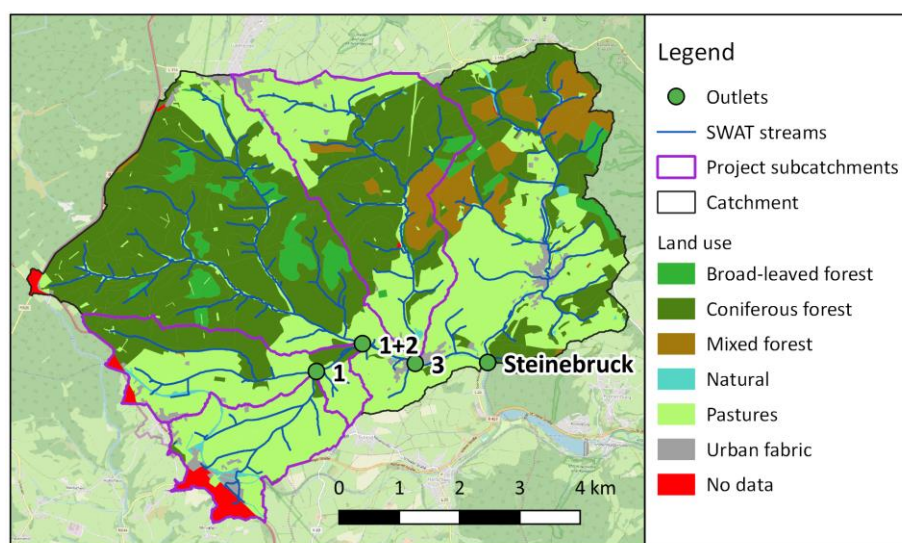 1
1+2
3
Steinebruck
0 1 2 3 4 km
Legend
Outlets
SWAT streams
Project subcatchments
Catchment
Land use
Broad-leaved forest
Coniferous forest
Mixed forest
Natural
Pastures
Urban fabric
No data